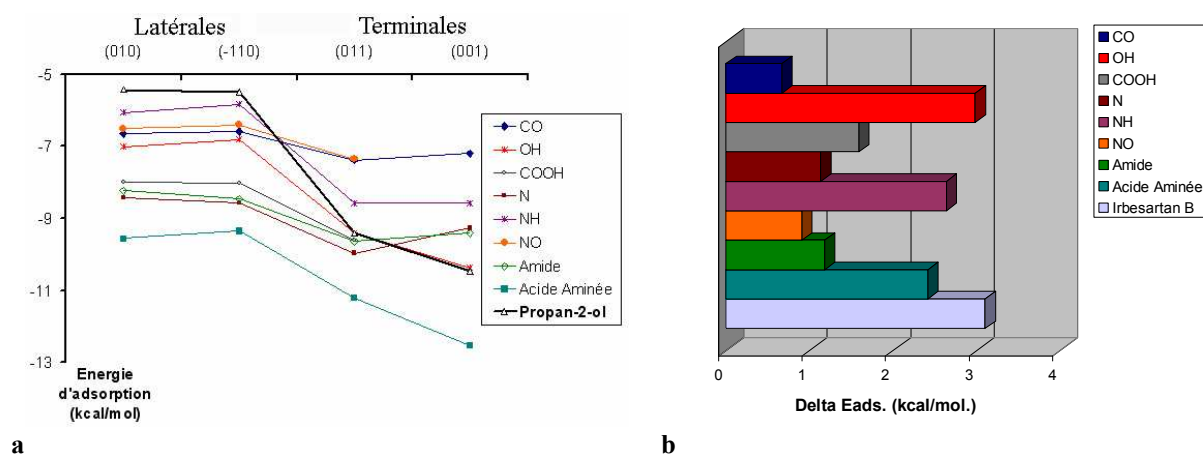 Latérales Terminales
(010) (-110) (011) (001)
-5
-7
-9
-11
-13
CO
OH
COOH
N
NH
NO
Amide
Acide Aminée
Propan-2-ol
Energie
d'adsorption
(kcal/mol)
a
CO
OH
COOH
N
NH
NO
Amide
Acide Aminée
Irbesartan B
0 1 2 3 4
Delta Eads. (kcal/mol.)
b